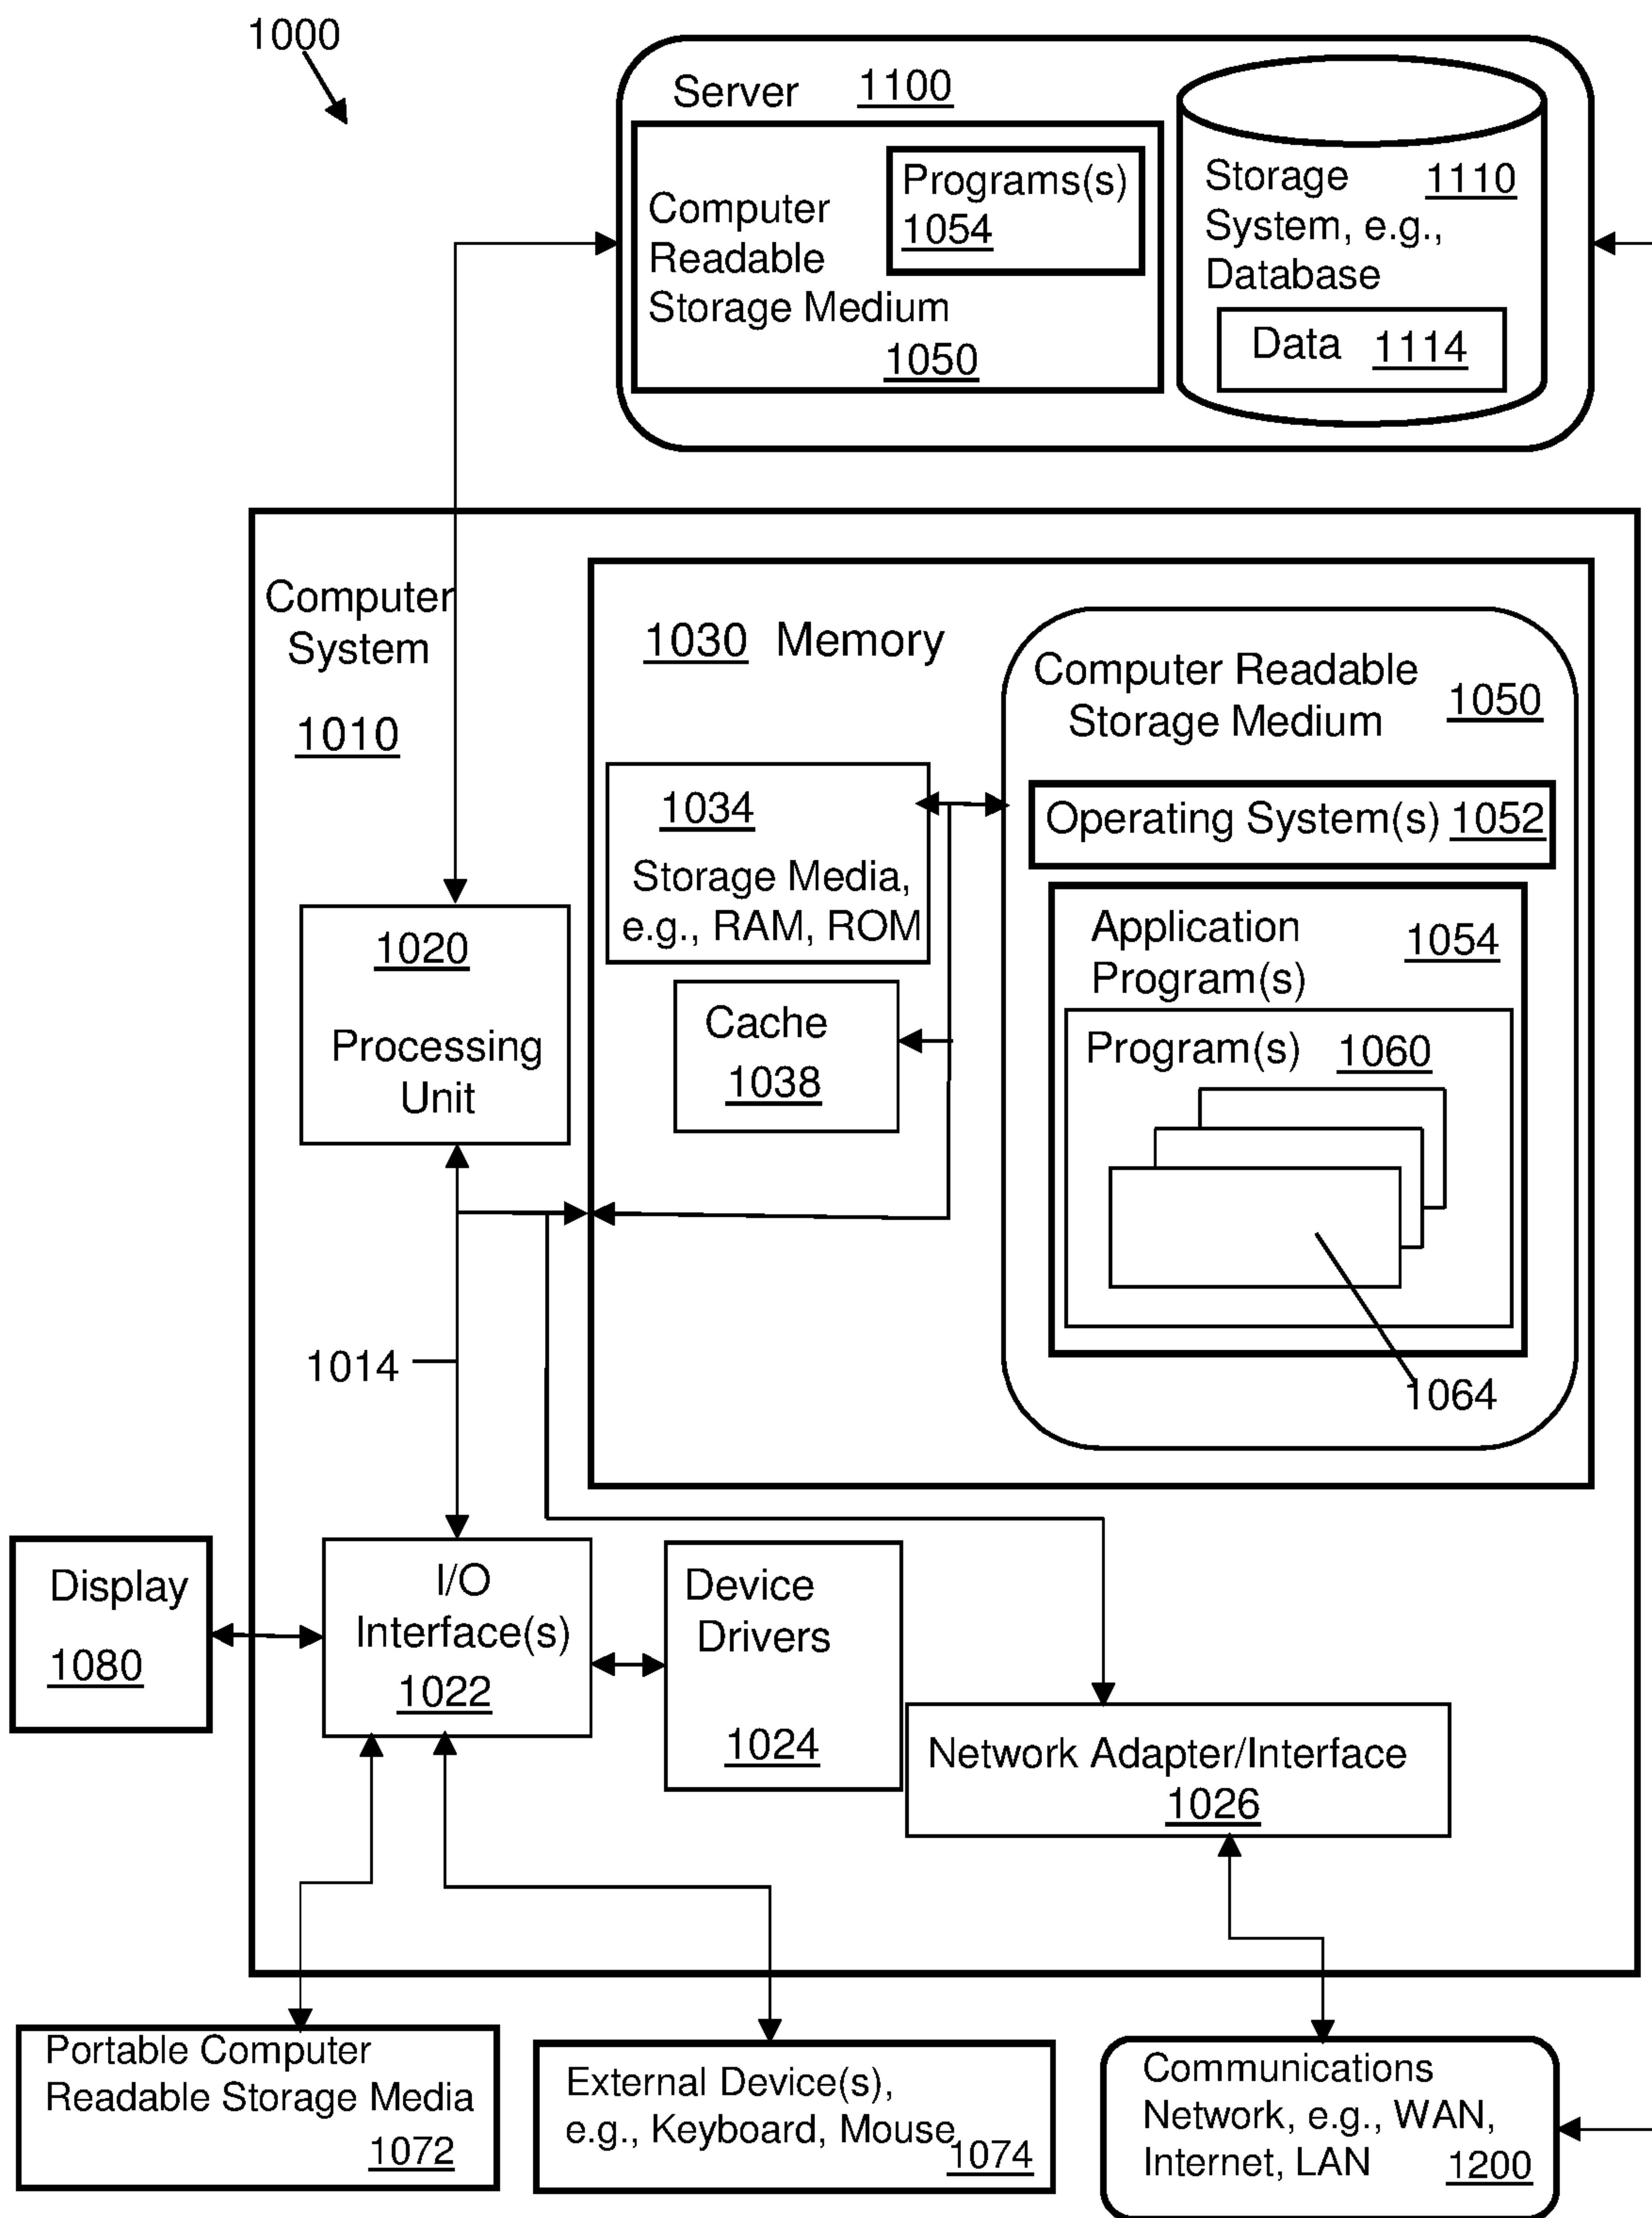 1000
Server 1100
Computer
Readable
Storage Medium
1050
Programs(s)
1054
Storage 1110
System, e.g.,
Database
Data 1114
Computer
System
1010
1030 Memory
1034
Storage Media,
e.g., RAM, ROM
Cache
1038
Computer Readable
Storage Medium
1050
Operating System(s) 1052
Application
Program(s)
1054
Program(s) 1060
1064
1020
Processing
Unit
1014
Display
1080
I/O
Interface(s)
1022
Device
Drivers
1024
Network Adapter/Interface
1026
Portable Computer
Readable Storage Media
1072
External Device(s),
e.g., Keyboard, Mouse
1074
Communications
Network, e.g., WAN,
Internet, LAN 1200